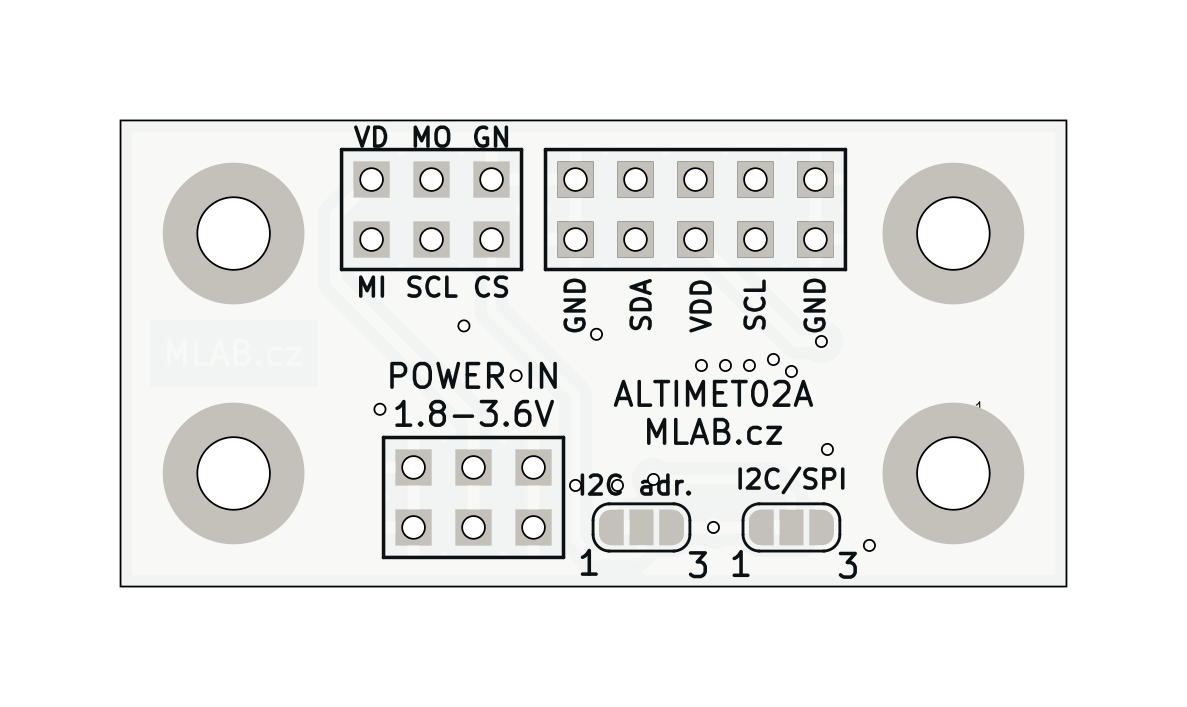 VD MO GN
MI SCL CS
GND SDA VDD SCL GND
MLAB.cz
POWER IN
1.8-3.6V
ALTIMET02A
MLAB.cz
1
I2C adr.
I2C/SPI
1 3 1 3